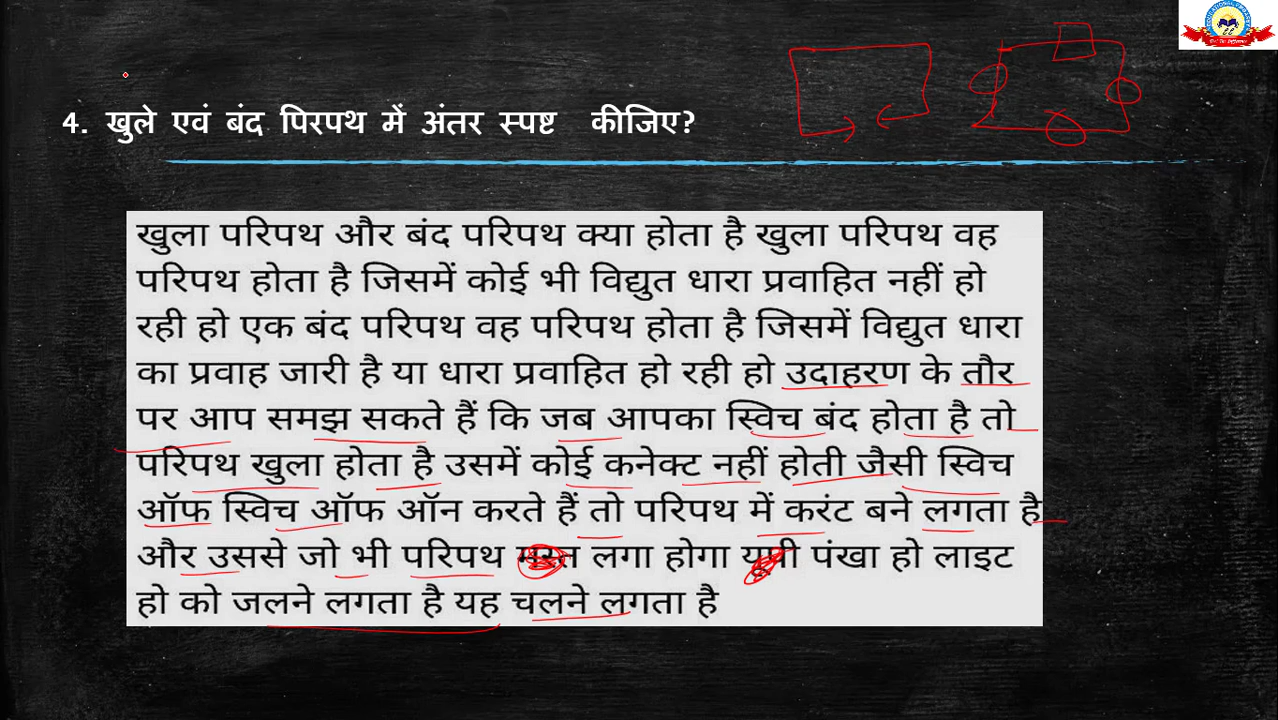 4. खुले एवं बंद पिरपथ में अंतर स्पष्ट कीजिए?
खुला परिपथ और बंद परिपथ क्या होता है खुला परिपथ वह
परिपथ होता है जिसमें कोई भी विद्युत धारा प्रवाहित नहीं हो
रही हो एक बंद परिपथ वह परिपथ होता है जिसमें विद्युत धारा
का प्रवाह जारी है या धारा प्रवाहित हो रही हो उदाहरण के तौर
पर आप समझ सकते हैं कि जब आपका स्विच बंद होता है तो
परिपथ खुला होता है उसमें कोई कनेक्ट नहीं होती जैसी स्विच
ऑफ स्विच ऑफ ऑन करते हैं तो परिपथ में करंट बने लगता है
और उससे जो भी परिपथ लगा होगा पंखा हो लाइट
हो को जलने लगता है यह चलने लगता है